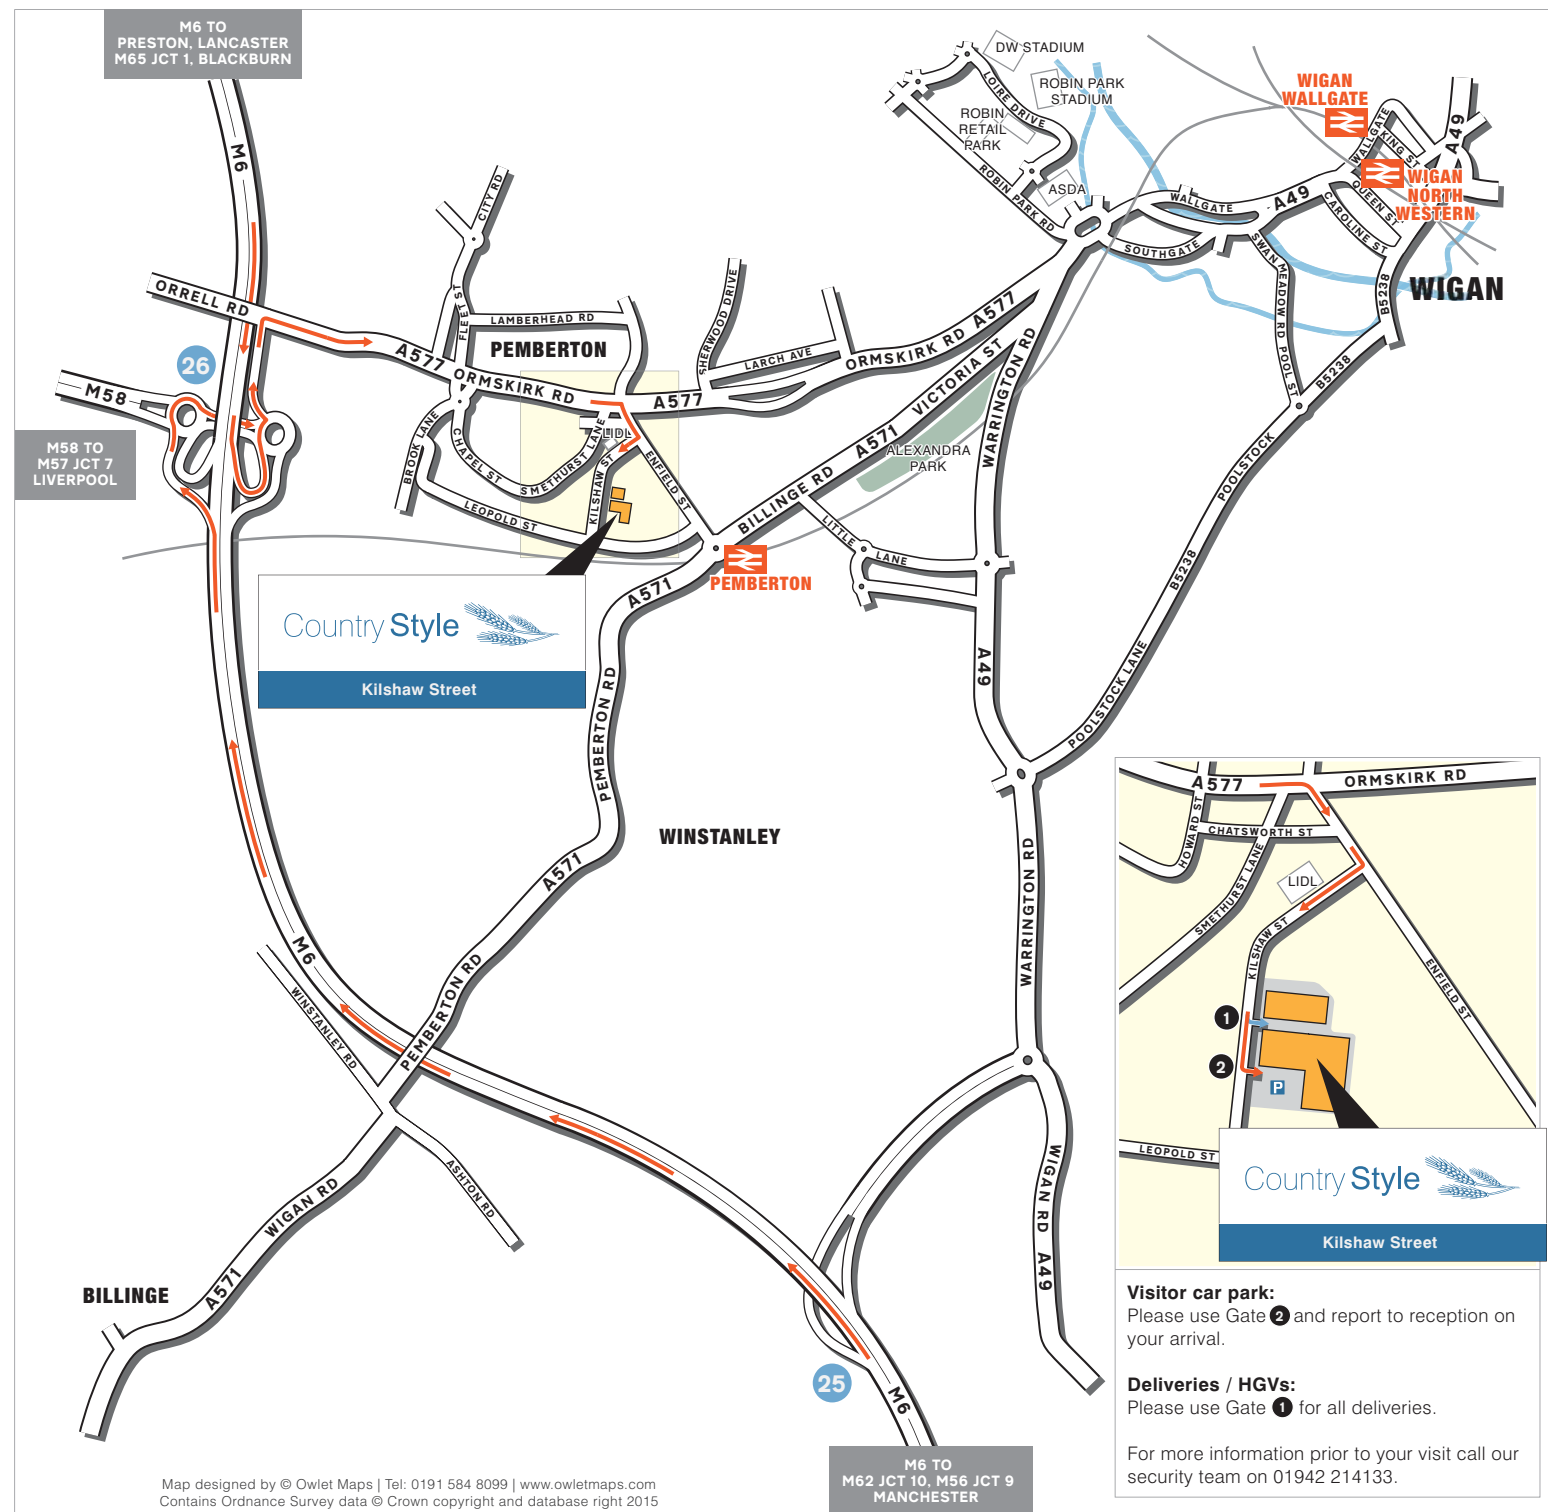 M6 TO
PRESTON, LANCASTER
M65 JCT 1, BLACKBURN
DW STADIUM
ROBIN PARK
STADIUM
LOIRE DRIVE
ROBIN
RETAIL
PARK
ROBIN PARK RD
ASDA
WIGAN
WALLGATE
WALLGATE
KING ST
A49
WIGAN
NORTH
WESTERN
QUEEN ST
CAROLINE ST
WALLGATE
A49
SOUTHGATE
SWAN MEADOW RD
POOL ST
B5238
WIGAN
M6
CITY RD
ORRELL RD
FLEET ST
LAMBERHEAD RD
SHERWOOD DRIVE
A577
PEMBERTON
LARCH AVE
ORMSKIRK RD
A577
26
M58
ORMSKIRK RD
A577
VICTORIA ST
WARRINGTON RD
B5238
M58 TO
M57 JCT 7
LIVERPOOL
BROOK LANE
CHAPEL ST
SMETHURST LANE
LIDL
KILSHAW ST
ENFIELD ST
LEOPOLD ST
BILLINGE RD
A571
ALEXANDRA
PARK
LITTLE LANE
POOLSTOCK
B5238
PEMBERTON
A571
Country Style
Kilshaw Street
PEMBERTON RD
A49
POOLSTOCK LANE
WINSTANLEY
A571
WARRINGTON RD
M6
WINSTANLEY RD
PEMBERTON RD
ASHTON RD
WIGAN RD
A571
BILLINGE
WIGAN RD
A49
25
M6
M6 TO
M62 JCT 10, M56 JCT 9
MANCHESTER
A577
ORMSKIRK RD
HOWARD ST
CHATSWORTH ST
SMETHURST LANE
LIDL
KILSHAW ST
ENFIELD ST
1
2
P
LEOPOLD ST
Country Style
Kilshaw Street
Visitor car park:
Please use Gate 2 and report to reception on
your arrival.
Deliveries / HGVs:
Please use Gate 1 for all deliveries.
For more information prior to your visit call our
security team on 01942 214133.
Map designed by © Owlet Maps | Tel: 0191 584 8099 | www.owletmaps.com
Contains Ordnance Survey data © Crown copyright and database right 2015